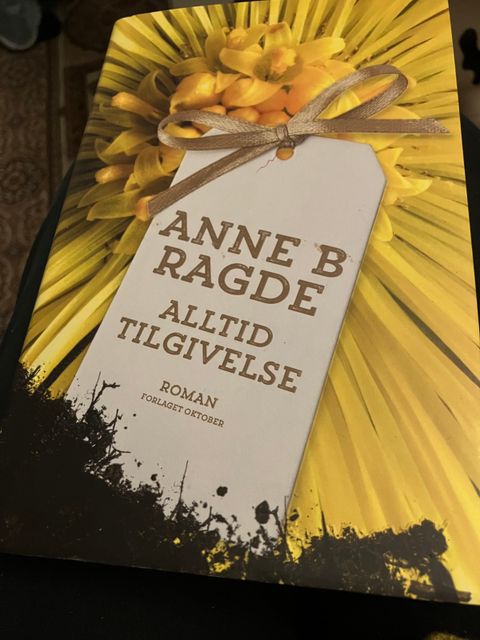 ANNE B
RAGDE
ALLTID
TILGIVELSE
ROMAN
FORLAGET OKTOBER